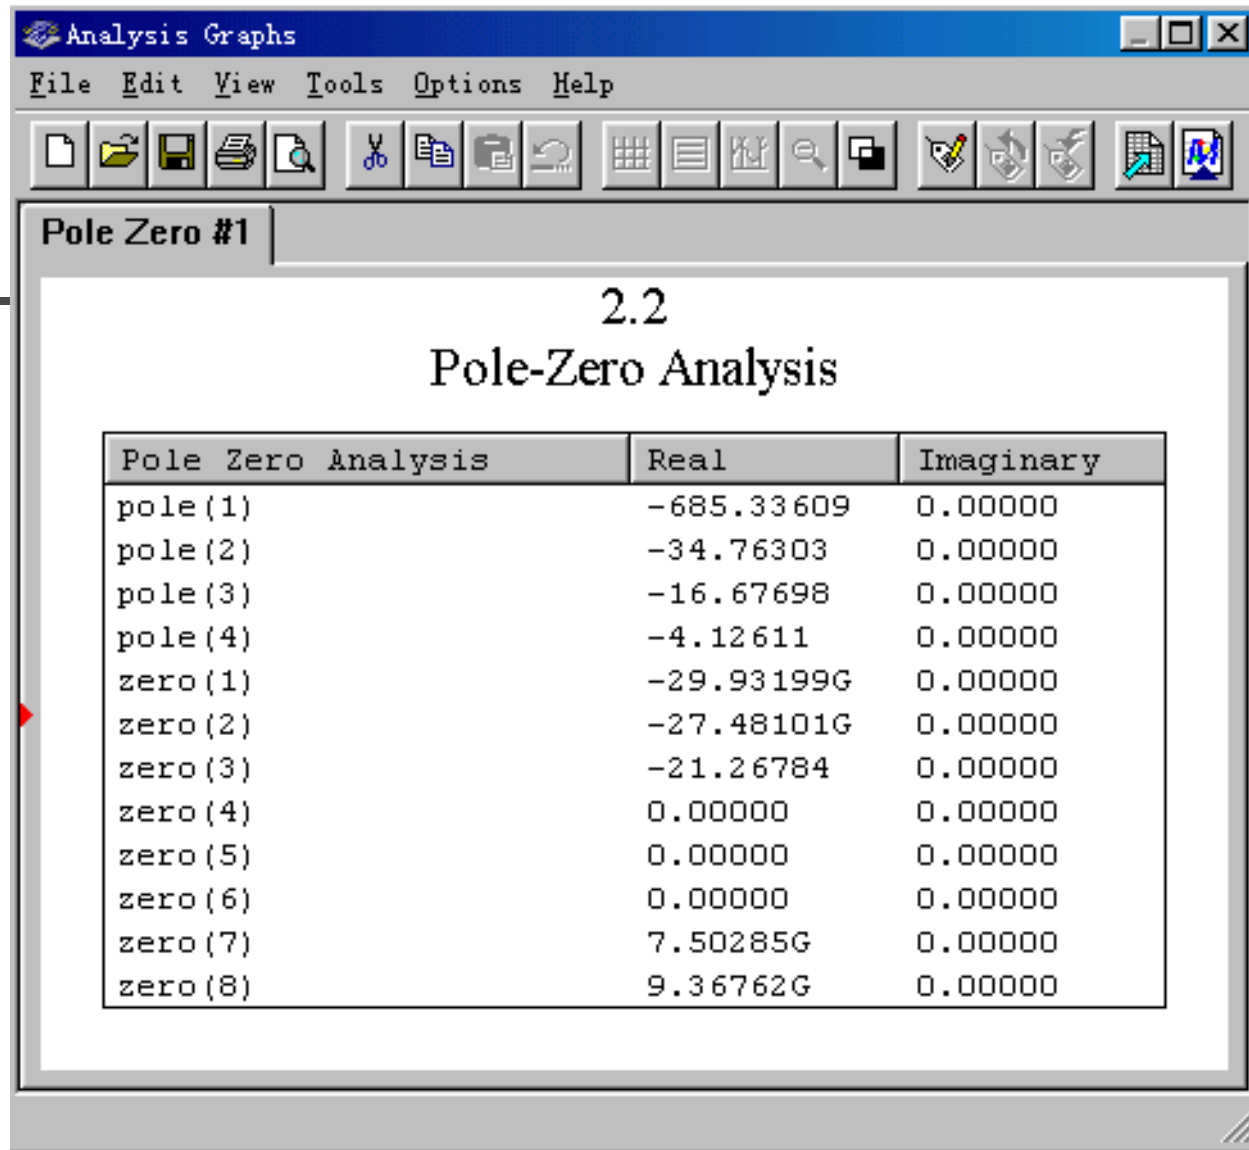 Analysis Graphs
File Edit View Tools Options Help
Pole Zero #1
2.2
Pole-Zero Analysis
Pole Zero Analysis Real Imaginary
pole(1) -685.33609 0.00000
pole(2) -34.76303 0.00000
pole(3) -16.67698 0.00000
pole(4) -4.12611 0.00000
zero(1) -29.93199G 0.00000
zero(2) -27.48101G 0.00000
zero(3) -21.26784 0.00000
zero(4) 0.00000 0.00000
zero(5) 0.00000 0.00000
zero(6) 0.00000 0.00000
zero(7) 7.50285G 0.00000
zero(8) 9.36762G 0.00000